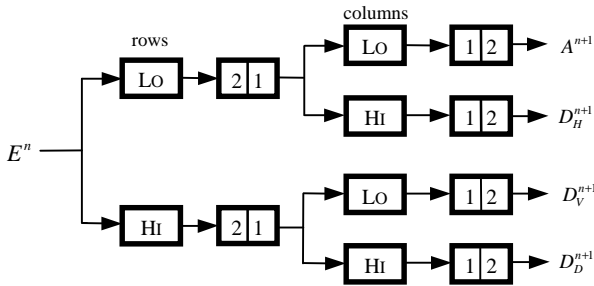 columns
rows
Lo 1 2 A^{n+1}
Lo 2 1
Hi 1 2 D_H^{n+1}
E^n
Lo 1 2 D_V^{n+1}
Hi 2 1
Hi 1 2 D_D^{n+1}